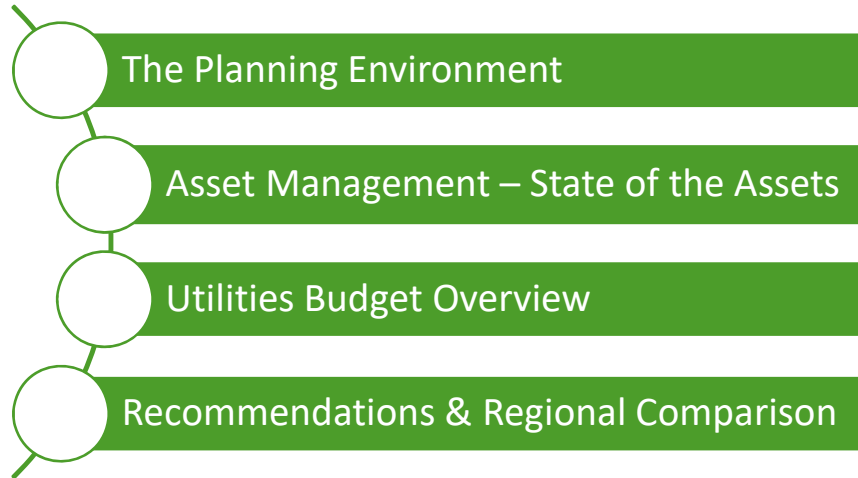 The Planning Environment
Asset Management – State of the Assets
Utilities Budget Overview
Recommendations & Regional Comparison